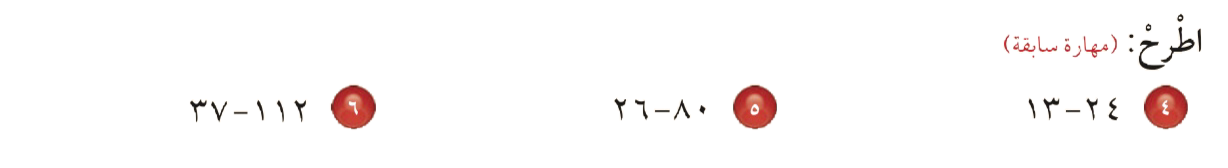 اطْرحْ: (مهارة سابقة)
٤ ٢٤-١٣ ٥ ٨٠-٢٦ ٦ ١١٢-٣٧